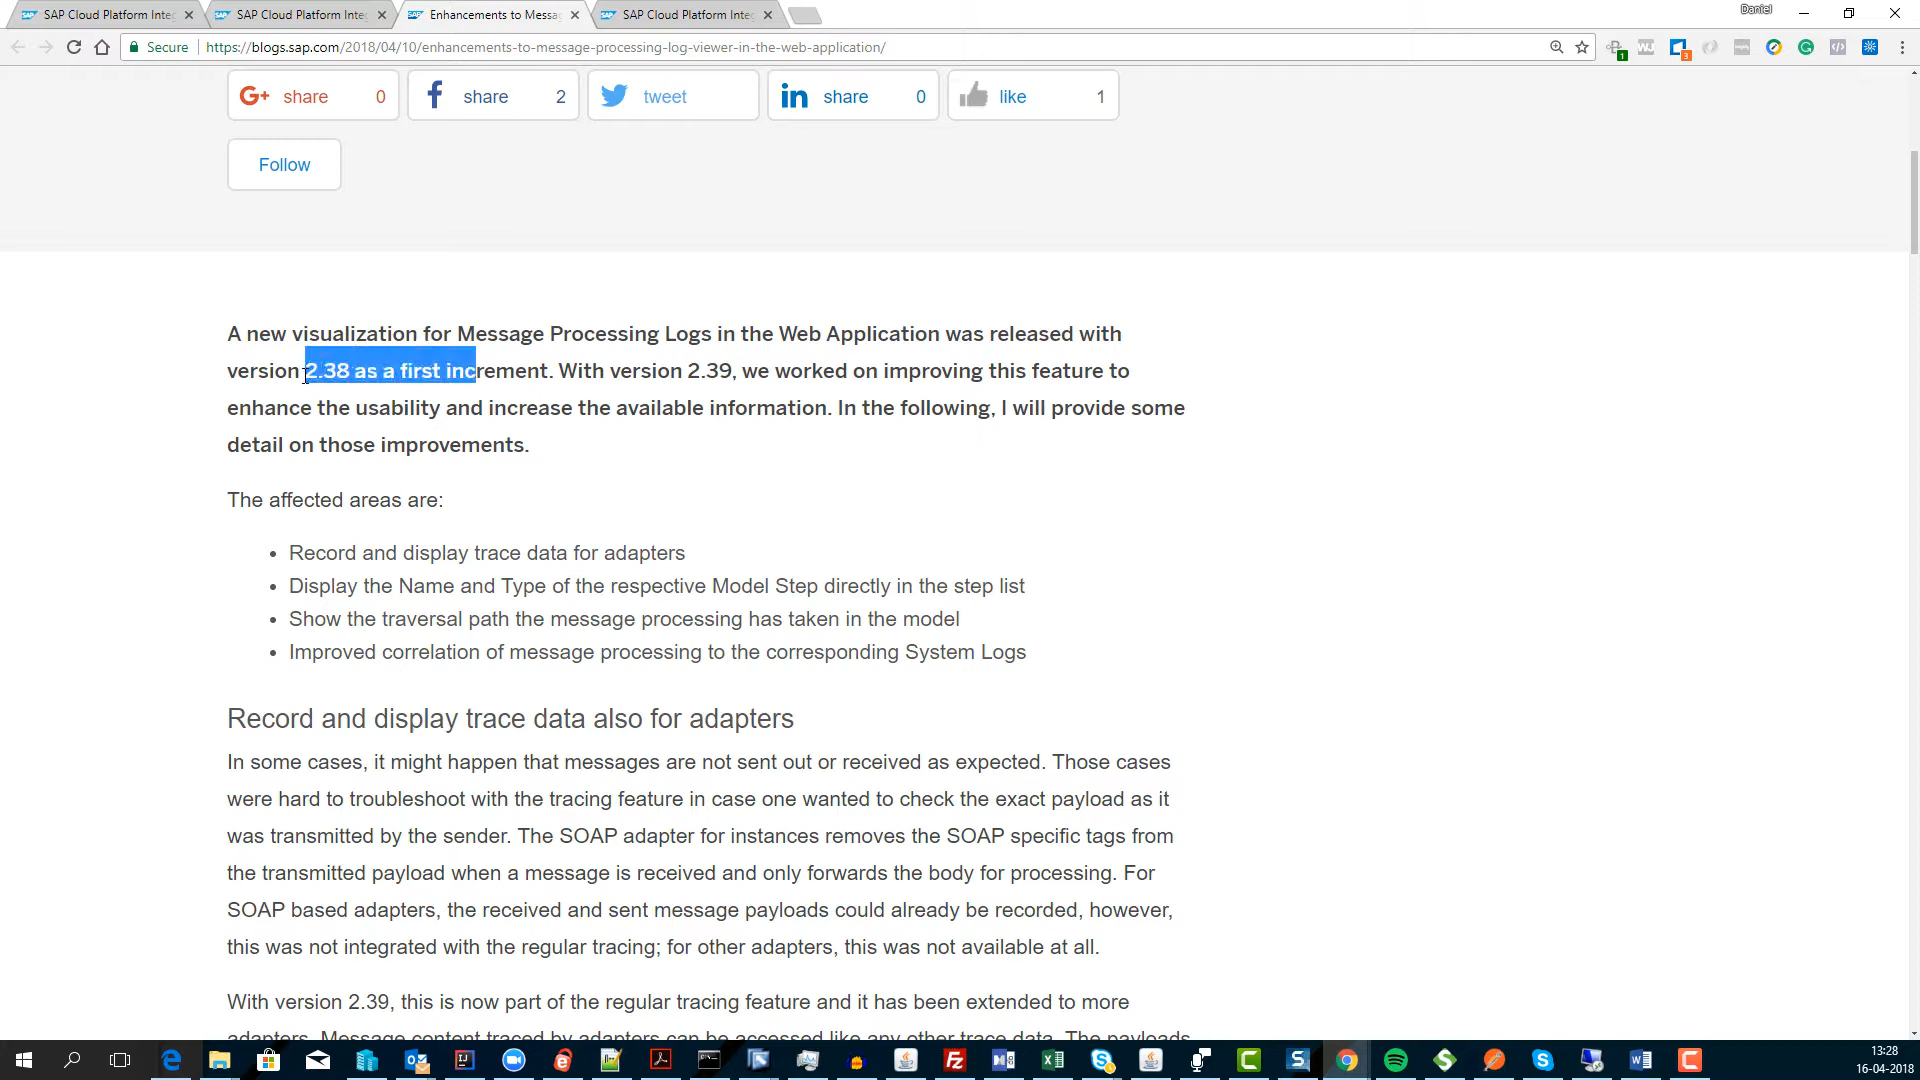 SAP Cloud Platform Integ
SAP Cloud Platform Integ
Enhancements to Messag
SAP Cloud Platform Integ
Daniel
Secure
https://blogs.sap.com/2018/04/10/enhancements-to-message-processing-log-viewer-in-the-web-application/
G+ share 0
share 2
tweet
in share 0
like 1
Follow
A new visualization for Message Processing Logs in the Web Application was released with
version 2.38 as a first increment. With version 2.39, we worked on improving this feature to
enhance the usability and increase the available information. In the following, I will provide some
detail on those improvements.
The affected areas are:
• Record and display trace data for adapters
• Display the Name and Type of the respective Model Step directly in the step list
• Show the traversal path the message processing has taken in the model
• Improved correlation of message processing to the corresponding System Logs
Record and display trace data also for adapters
In some cases, it might happen that messages are not sent out or received as expected. Those cases
were hard to troubleshoot with the tracing feature in case one wanted to check the exact payload as it
was transmitted by the sender. The SOAP adapter for instances removes the SOAP specific tags from
the transmitted payload when a message is received and only forwards the body for processing. For
SOAP based adapters, the received and sent message payloads could already be recorded, however,
this was not integrated with the regular tracing; for other adapters, this was not available at all.
With version 2.39, this is now part of the regular tracing feature and it has been extended to more
adapters. Message content traced by adapters can be accessed like any other trace data. The payloads
13:28
16-04-2018